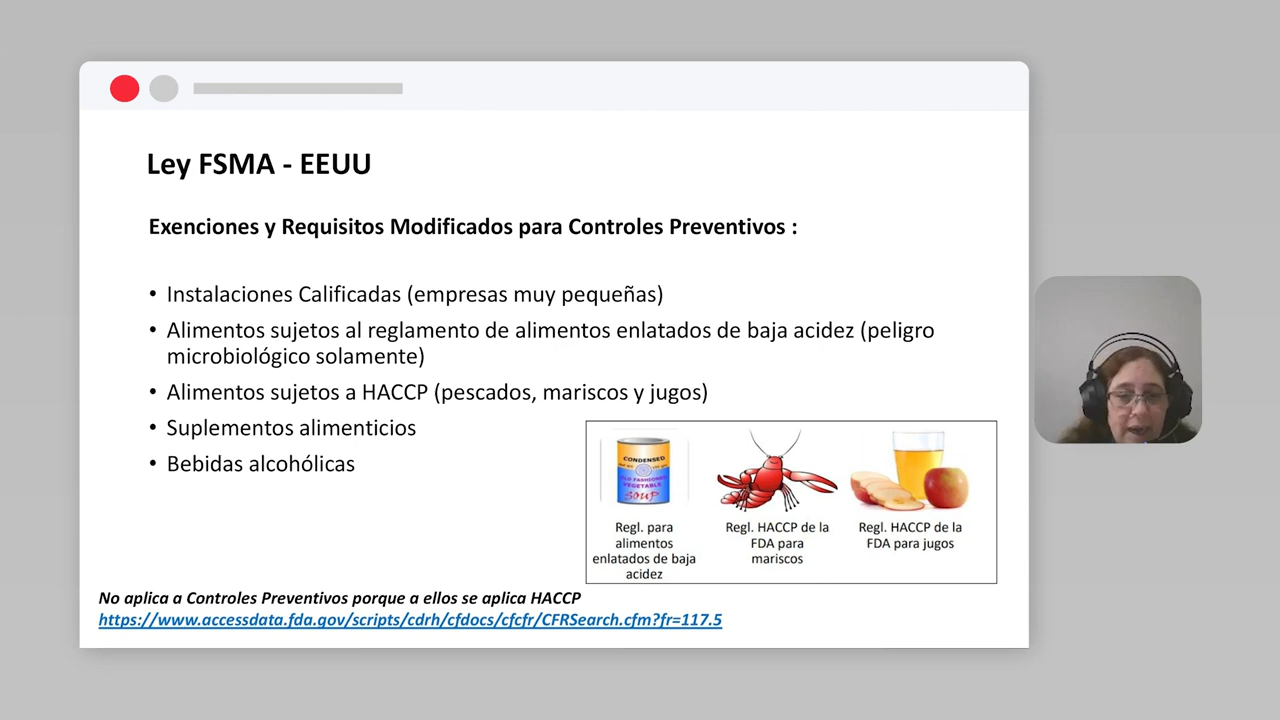 Ley FSMA - EEUU
Exenciones y Requisitos Modificados para Controles Preventivos :
• Instalaciones Calificadas (empresas muy pequeñas)
• Alimentos sujetos al reglamento de alimentos enlatados de baja acidez (peligro
microbiológico solamente)
• Alimentos sujetos a HACCP (pescados, mariscos y jugos)
• Suplementos alimenticios
• Bebidas alcohólicas
CONDENSED
OLD FASHIONED
VEGETABLE
SOUP
Regl. para
alimentos
enlatados de baja
acidez
Regl. HACCP de la
FDA para
mariscos
Regl. HACCP de la
FDA para jugos
No aplica a Controles Preventivos porque a ellos se aplica HACCP
https://www.accessdata.fda.gov/scripts/cdrh/cfdocs/cfcfr/CFRSearch.cfm?fr=117.5